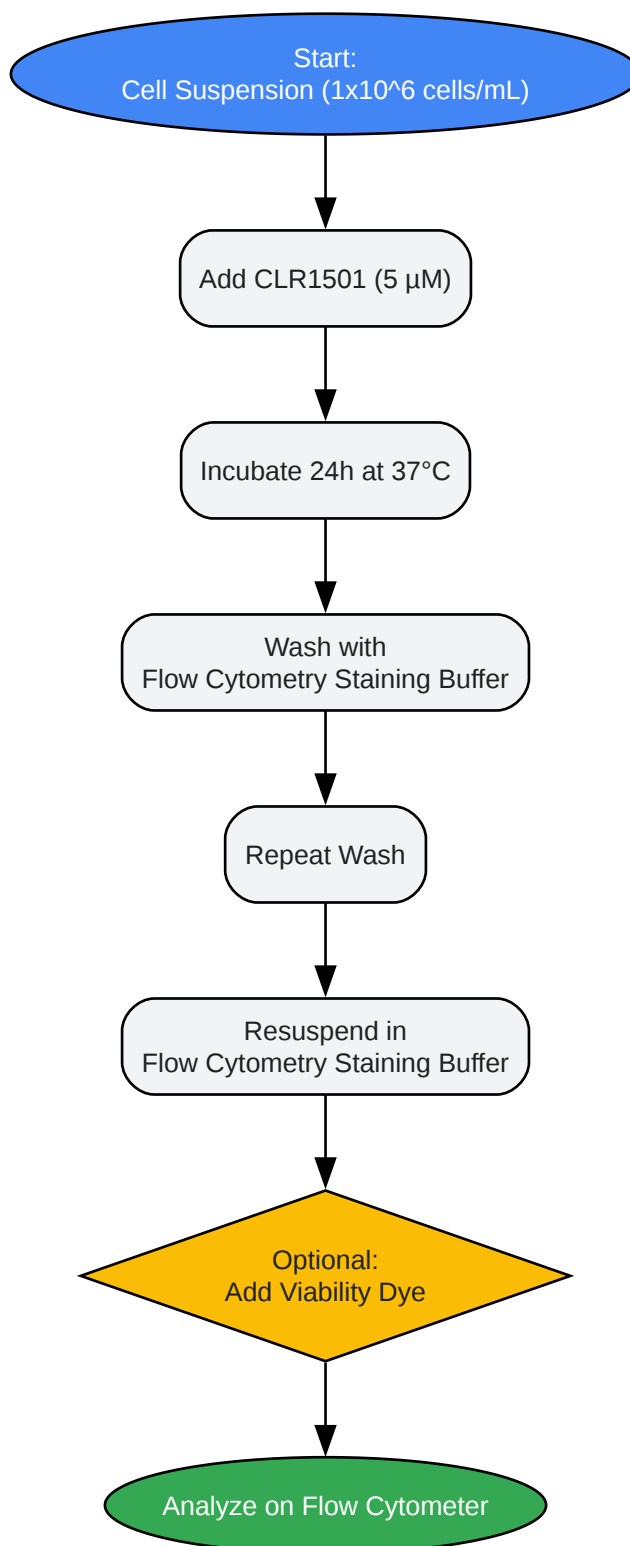 Start:
Cell Suspension (1x10^6 cells/mL)
Add CLR1501 (5 µM)
Incubate 24h at 37°C
Wash with
Flow Cytometry Staining Buffer
Repeat Wash
Resuspend in
Flow Cytometry Staining Buffer
Optional:
Add Viability Dye
Analyze on Flow Cytometer